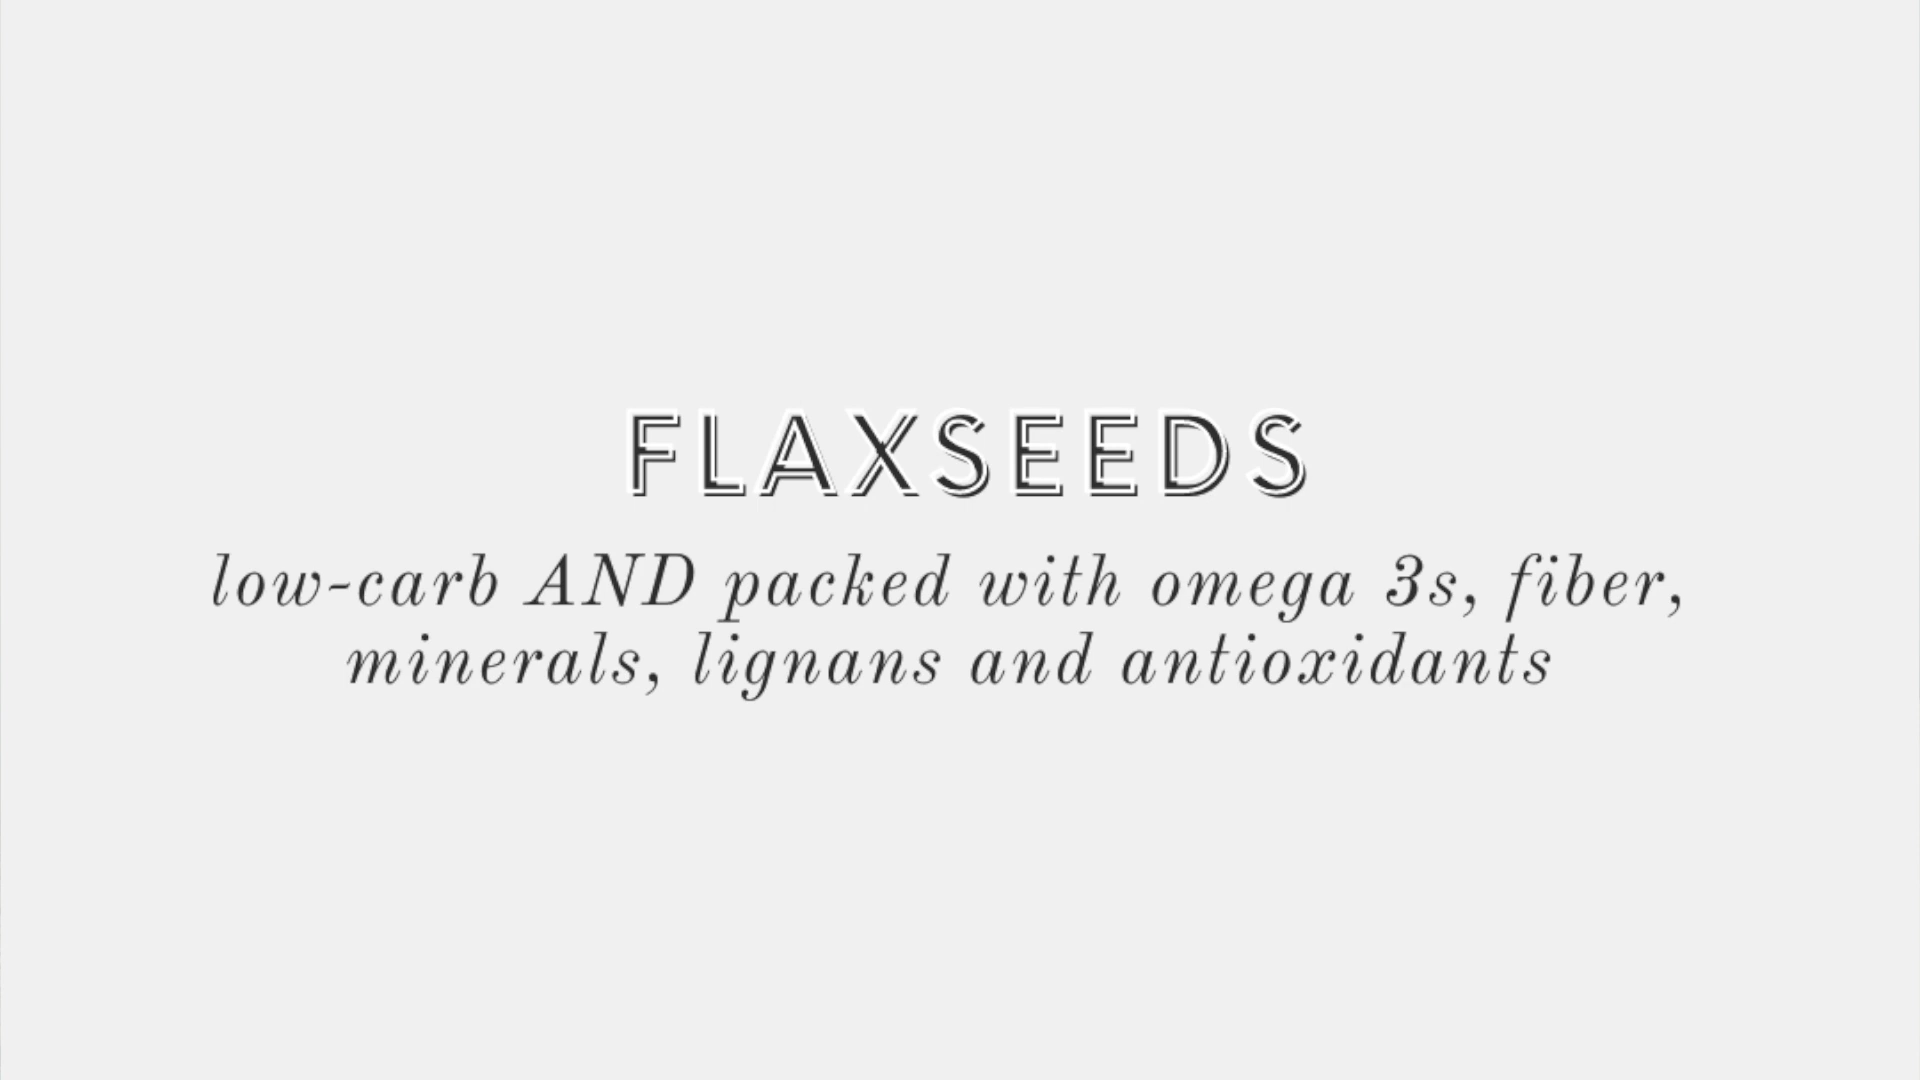 FLAXSEEDS
low-carb AND packed with omega 3s, fiber,
minerals, lignans and antioxidants